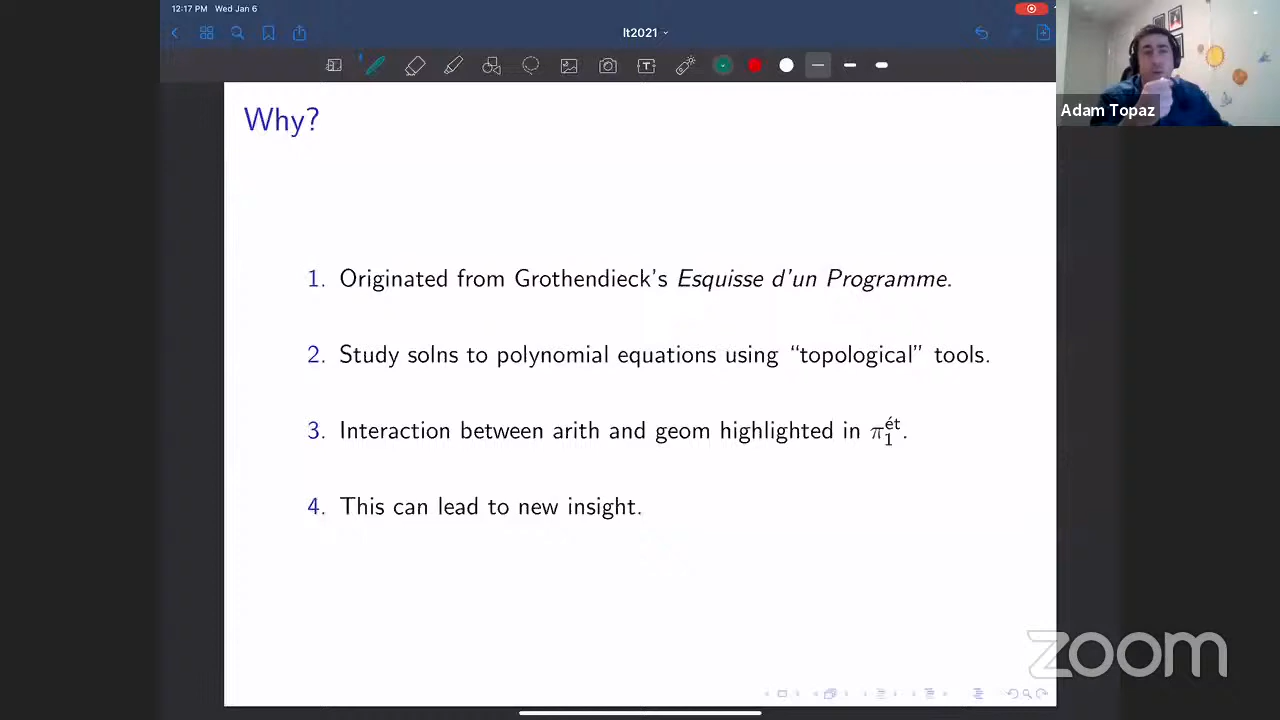 12:17 PM Wed Jan 6
lt2021
Adam Topaz
Why?
1. Originated from Grothendieck's Esquisse d'un Programme.
2. Study solns to polynomial equations using “topological” tools.
3. Interaction between arith and geom highlighted in π₁^ét.
4. This can lead to new insight.
zoom